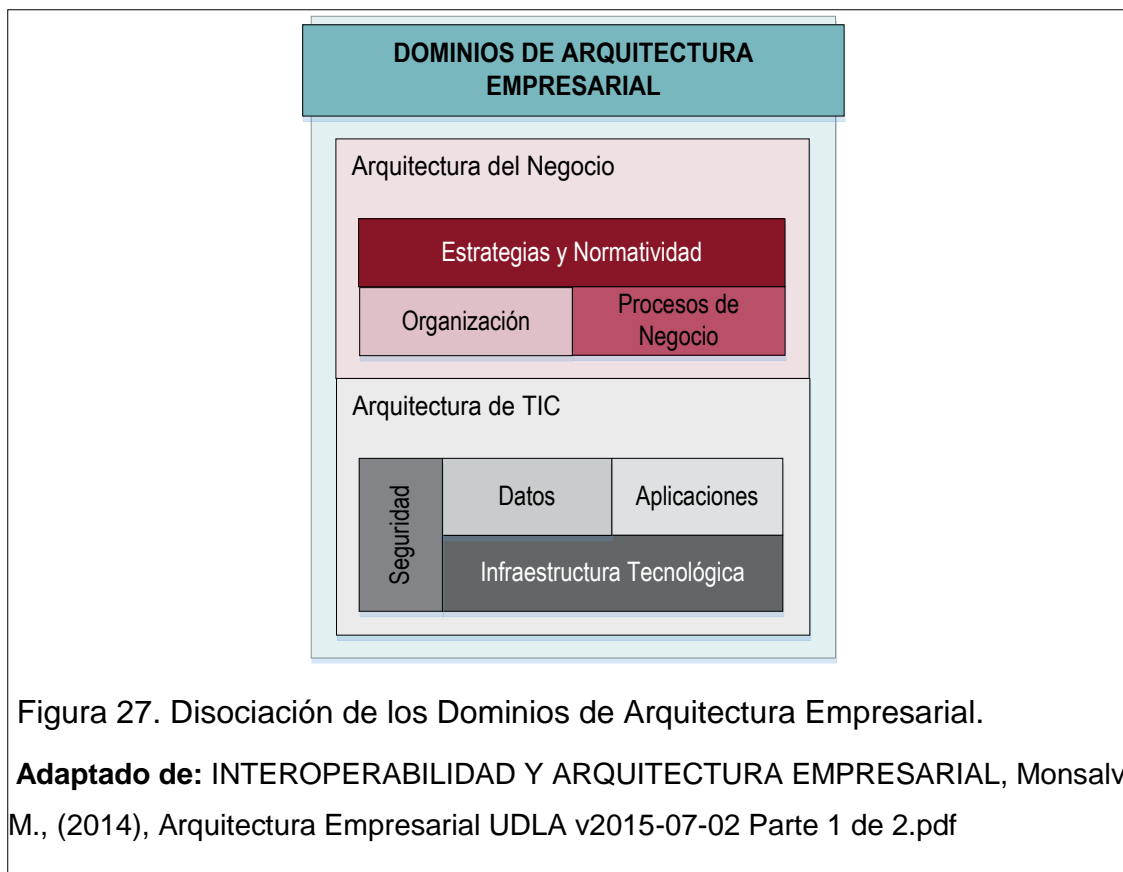 DOMINIOS DE ARQUITECTURA
EMPRESARIAL
Arquitectura del Negocio
Estrategias y Normatividad
Organización
Procesos de
Negocio
Arquitectura de TIC
Seguridad
Datos
Aplicaciones
Infraestructura Tecnológica
Figura 27. Disociación de los Dominios de Arquitectura Empresarial.
Adaptado de: INTEROPERABILIDAD Y ARQUITECTURA EMPRESARIAL, Monsalv
M., (2014), Arquitectura Empresarial UDLA v2015-07-02 Parte 1 de 2.pdf